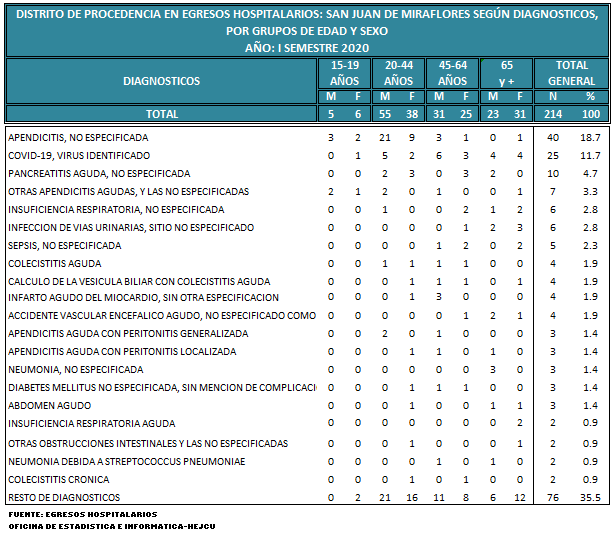 DISTRITO DE PROCEDENCIA EN EGRESOS HOSPITALARIOS: SAN JUAN DE MIRAFLORES SEGÚN DIAGNOSTICOS,
POR GRUPOS DE EDAD Y SEXO
AÑO: I SEMESTRE 2020
DIAGNOSTICOS 15-19 AÑOS 20-44 AÑOS 45-64 AÑOS 65 y + TOTAL GENERAL
M F M F M F M F N %
TOTAL 5 6 55 38 31 25 23 31 214 100
APENDICITIS, NO ESPECIFICADA 3 2 21 9 3 1 0 1 40 18.7
COVID-19, VIRUS IDENTIFICADO 0 1 5 2 6 3 4 4 25 11.7
PANCREATITIS AGUDA, NO ESPECIFICADA 0 0 2 3 0 3 2 0 10 4.7
OTRAS APENDICITIS AGUDAS, Y LAS NO ESPECIFICADAS 2 1 2 0 1 0 0 1 7 3.3
INSUFICIENCIA RESPIRATORIA, NO ESPECIFICADA 0 0 1 0 0 2 1 2 6 2.8
INFECCION DE VIAS URINARIAS, SITIO NO ESPECIFICADO 0 0 0 0 0 1 2 3 6 2.8
SEPSIS, NO ESPECIFICADA 0 0 0 0 1 2 0 2 5 2.3
COLECISTITIS AGUDA 0 0 1 1 1 1 0 0 4 1.9
CALCULO DE LA VESICULA BILIAR CON COLECISTITIS AGUDA 0 0 0 1 1 1 0 1 4 1.9
INFARTO AGUDO DEL MIOCARDIO, SIN OTRA ESPECIFICACION 0 0 0 0 1 3 0 0 4 1.9
ACCIDENTE VASCULAR ENCEFALICO AGUDO, NO ESPECIFICADO COMO 0 0 0 0 0 1 2 1 4 1.9
APENDICITIS AGUDA CON PERITONITIS GENERALIZADA 0 0 2 0 1 0 0 0 3 1.4
APENDICITIS AGUDA CON PERITONITIS LOCALIZADA 0 0 0 1 1 0 1 0 3 1.4
NEUMONIA, NO ESPECIFICADA 0 0 0 0 0 0 3 0 3 1.4
DIABETES MELLITUS NO ESPECIFICADA, SIN MENCION DE COMPLICACI 0 0 0 1 1 1 0 0 3 1.4
ABDOMEN AGUDO 0 0 0 1 0 0 1 1 3 1.4
INSUFICIENCIA RESPIRATORIA AGUDA 0 0 0 0 0 0 0 2 2 0.9
OTRAS OBSTRUCCIONES INTESTINALES Y LAS NO ESPECIFICADAS 0 0 0 1 0 0 0 1 2 0.9
NEUMONIA DEBIDA A STREPTOCOCCUS PNEUMONIAE 0 0 0 0 1 0 1 0 2 0.9
COLECISTITIS CRONICA 0 0 0 1 0 1 0 0 2 0.9
RESTO DE DIAGNOSTICOS 0 2 21 16 11 8 6 12 76 35.5
FUENTE: EGRESOS HOSPITALARIOS
OFICINA DE ESTADISTICA E INFORMATICA-HEJCU